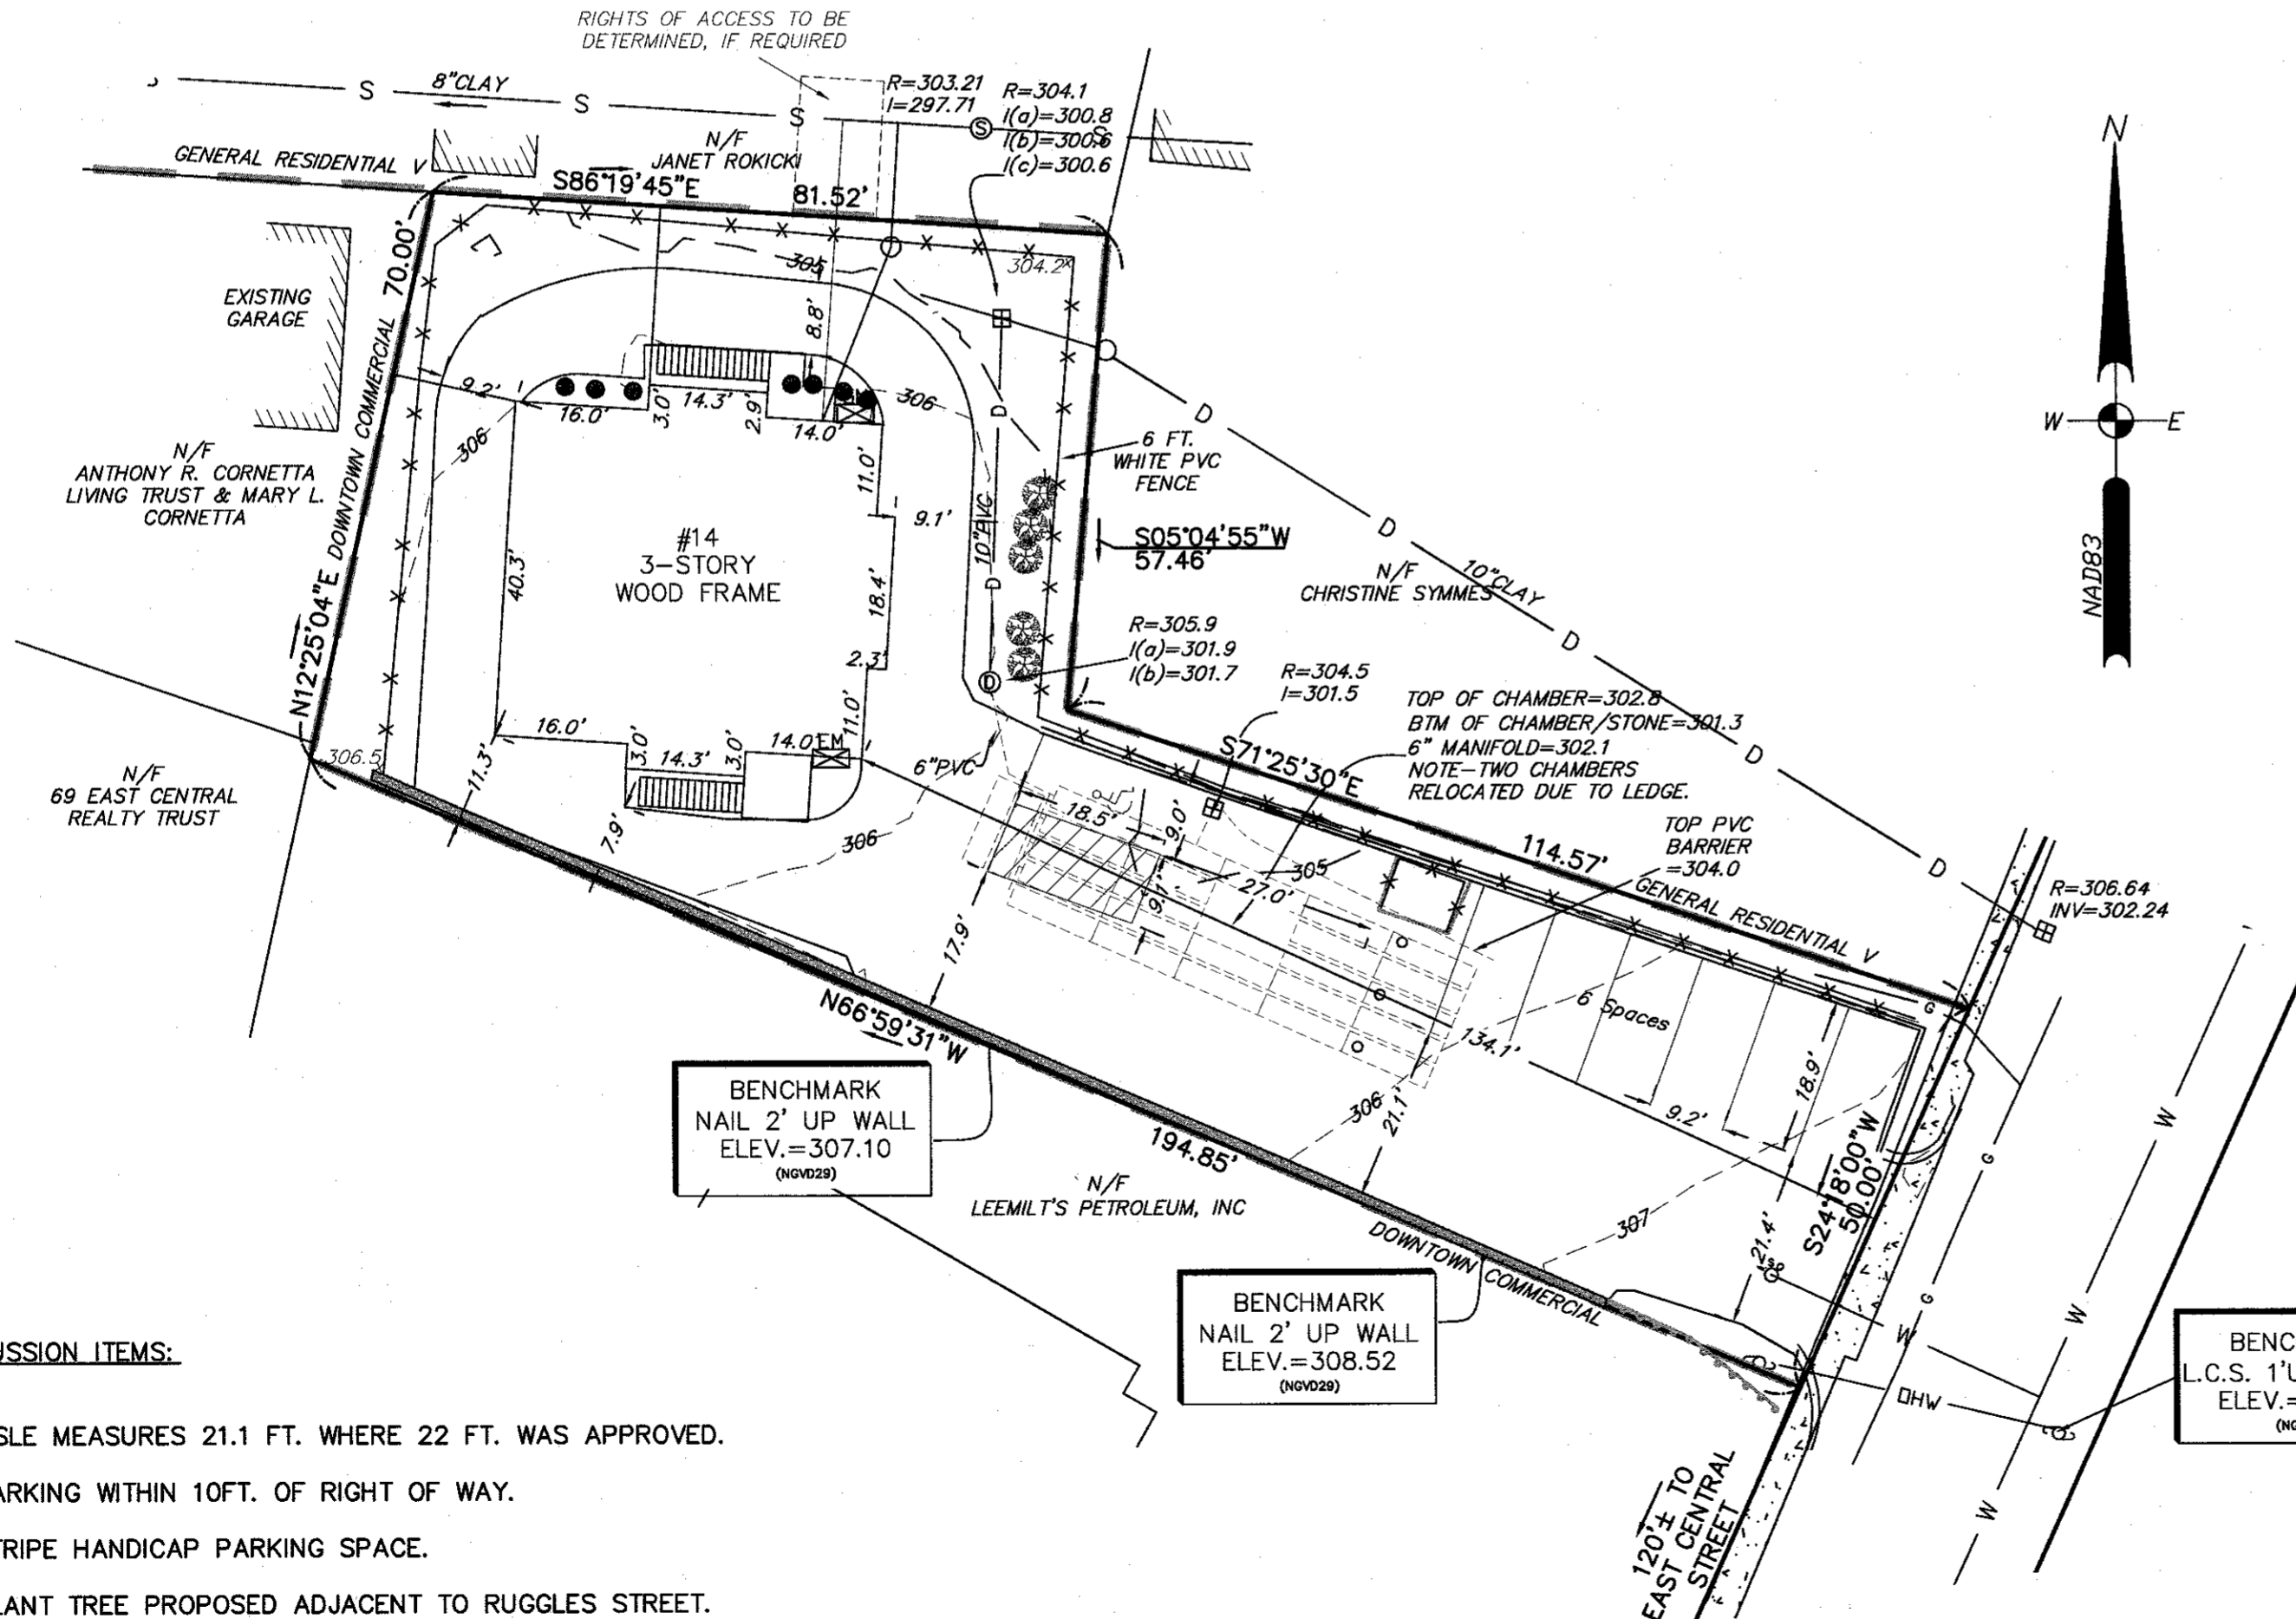 RIGHTS OF ACCESS TO BE
DETERMINED, IF REQUIRED
8"CLAY
S
S
S
S
S
R=303.21
I=297.71
R=304.1
I(a)=300.8
I(b)=300.6
I(c)=300.6
N/F
JANET ROKICKI
GENERAL RESIDENTIAL V
S86°19'45"E
81.52'
N
W
E
NAD83
70.00'
N12°25'04"E
DOWNTOWN COMMERCIAL
EXISTING
GARAGE
305
304.2
8.8'
9.2'
16.0'
3.0'
14.3'
2.9'
14.0'
306
306
11.0'
9.1'
18.4'
2.3'
11.0'
40.3'
#14
3-STORY
WOOD FRAME
10"PVC
D
D
D
6 FT.
WHITE PVC
FENCE
S05°04'55"W
57.46'
N/F
CHRISTINE SYMMES
10"CLAY
D
D
D
D
D
N/F
ANTHONY R. CORNETTA
LIVING TRUST & MARY L.
CORNETTA
R=305.9
I(a)=301.9
I(b)=301.7
R=304.5
I=301.5
TOP OF CHAMBER=302.8
BTM OF CHAMBER/STONE=301.3
6" MANIFOLD=302.1
NOTE-TWO CHAMBERS
RELOCATED DUE TO LEDGE.
TOP PVC
BARRIER
=304.0
306.5
N/F
69 EAST CENTRAL
REALTY TRUST
11.3'
16.0'
3.0'
14.3'
3.0'
14.0'
EM
7.9'
6"PVC
306
S71°25'30"E
114.57'
GENERAL RESIDENTIAL V
18.5'
9.0'
9.1'
27.0'
305
17.9'
R=306.64
INV=302.24
6 Spaces
134.1'
306
21.1'
9.2'
18.9'
21.4'
307
N66°59'31"W
194.85'
BENCHMARK
NAIL 2' UP WALL
ELEV.=307.10
(NGVD29)
N/F
LEEMILT'S PETROLEUM, INC
DOWNTOWN COMMERCIAL
BENCHMARK
NAIL 2' UP WALL
ELEV.=308.52
(NGVD29)
S24°18'00"W
50.00'
G
G
G
W
W
W
W
OHW
BENC
L.C.S. 1'U
ELEV.=
(NG
120'± TO
EAST CENTRAL
STREET
USSION ITEMS:
SLE MEASURES 21.1 FT. WHERE 22 FT. WAS APPROVED.
ARKING WITHIN 10FT. OF RIGHT OF WAY.
TRIPE HANDICAP PARKING SPACE.
LANT TREE PROPOSED ADJACENT TO RUGGLES STREET.